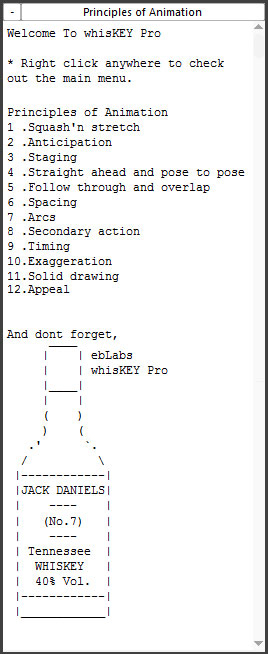 - Principles of Animation
Welcome To whisKEY Pro
* Right click anywhere to check
out the main menu.
Principles of Animation
1 .Squash'n stretch
2 .Anticipation
3 .Staging
4 .Straight ahead and pose to pose
5 .Follow through and overlap
6 .Spacing
7 .Arcs
8 .Secondary action
9 .Timing
10.Exaggeration
11.Solid drawing
12.Appeal
And dont forget,
ebLabs
whisKEY Pro
JACK DANIELS
(No.7)
Tennessee
WHISKEY
40% Vol.